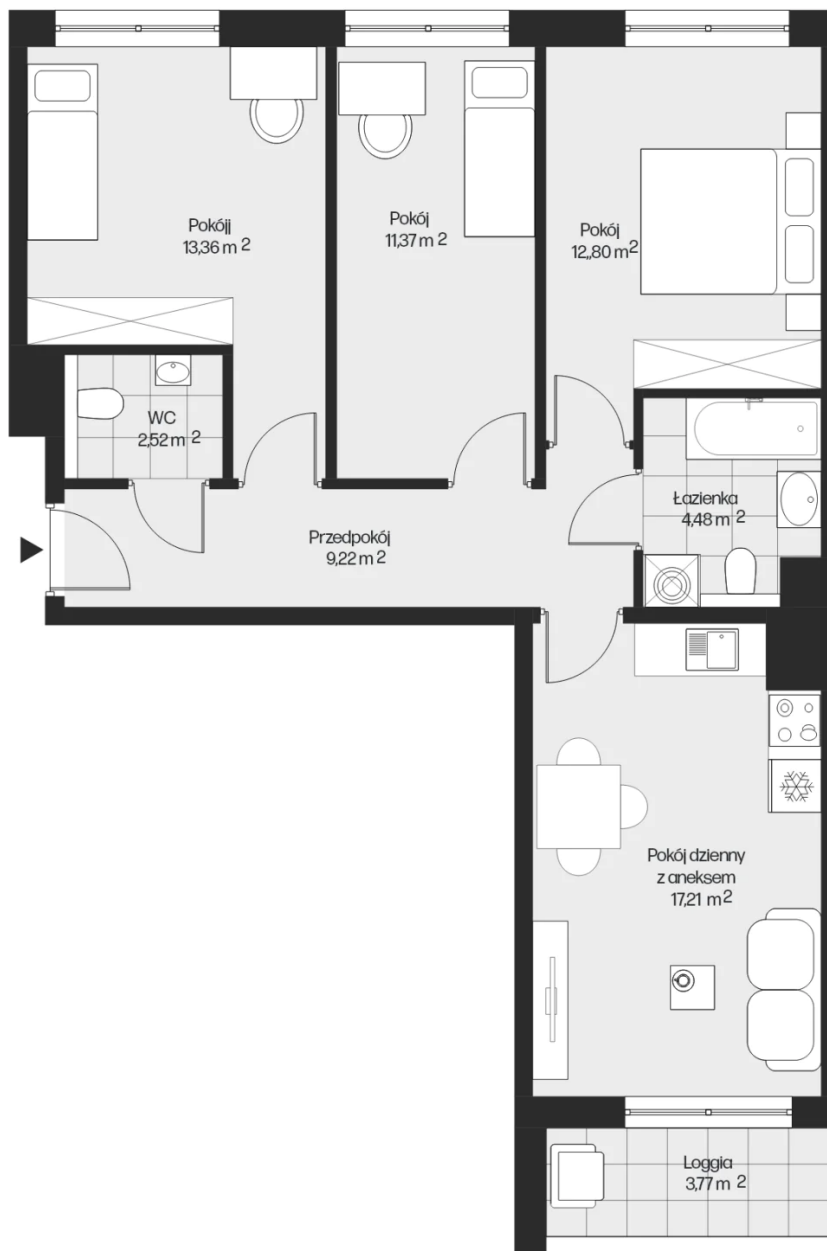 Pokójj
13,36 m 2
Pokój
11,37 m 2
Pokój
12,,80 m2
WC
2,52 m 2
Łazienka
4,48 m 2
Przedpokój
9,22 m 2
Pokój dzienny
z aneksem
17,21 m2
Loggia
3,77 m 2